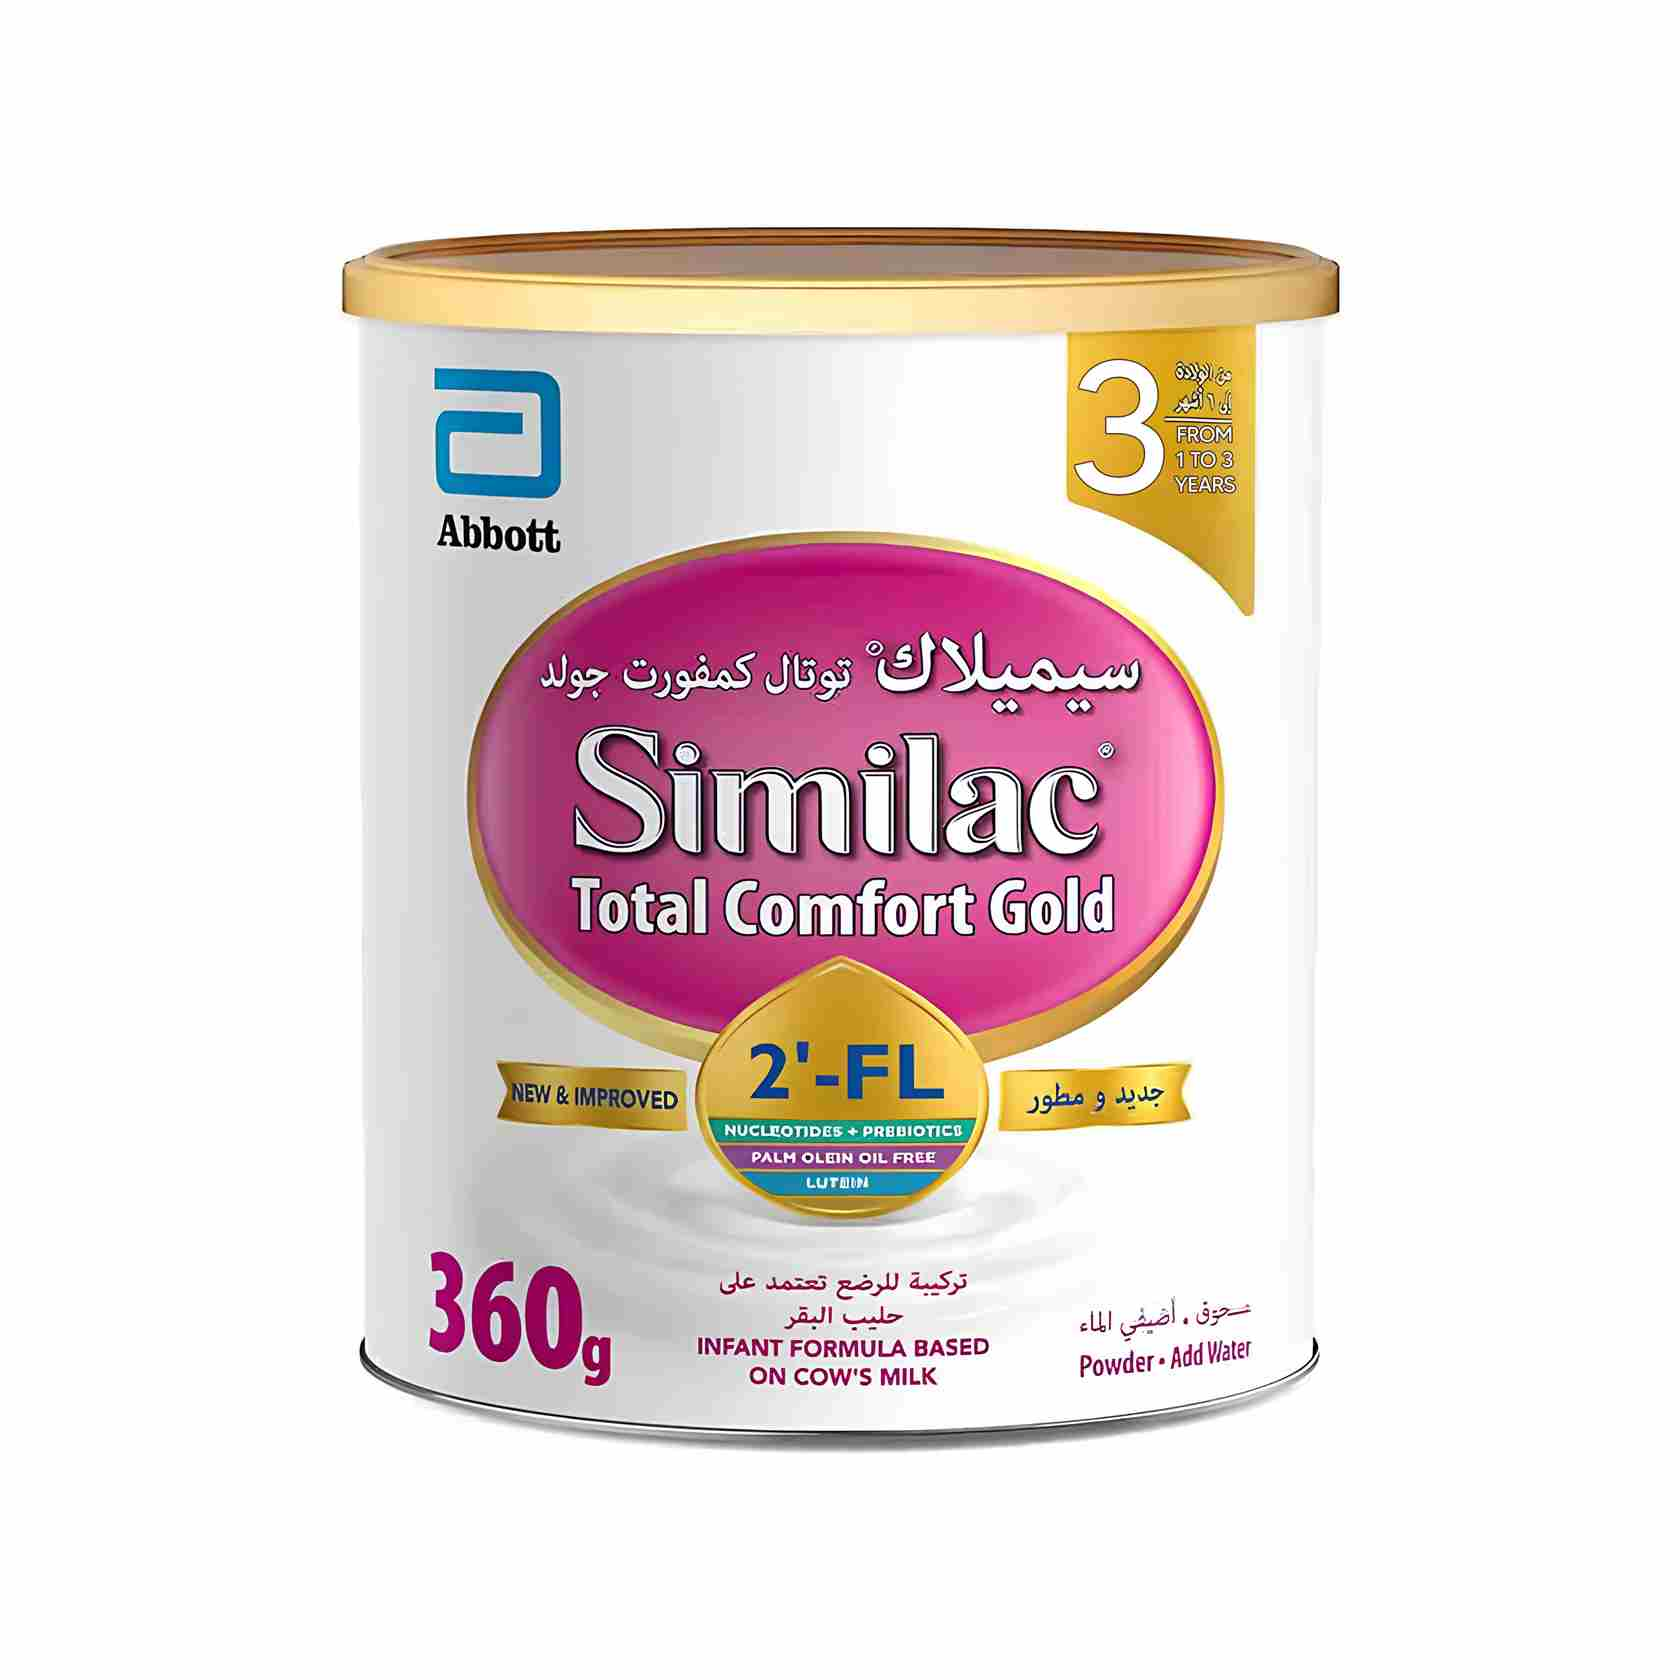 Abbott
3
من الولادة
إلى ٦ أشهر
FROM
1 TO 3
YEARS
سيميلاك® توتال كمفورت جولد
Similac®
Total Comfort Gold
2'-FL
NEW & IMPROVED
جديد و مطور
NUCLEOTIDES + PREBIOTICS
PALM OLEIN OIL FREE
LUTEIN
360g
تركيبة للرضع تعتمد على
حليب البقر
INFANT FORMULA BASED
ON COW'S MILK
مسحوق . أضيفي الماء
Powder • Add Water